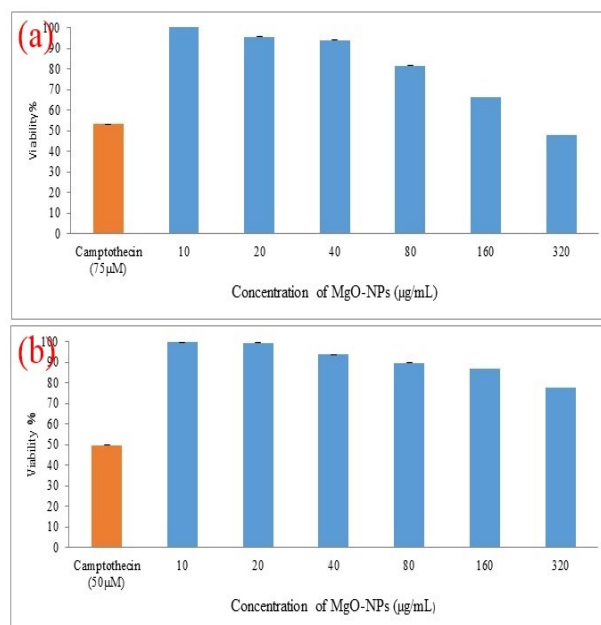 (a)
100
90
80
70
60
50
40
30
20
10
0
Viability%
Camptothecin 10 20 40 80 160 320
(75µM)
Concentration of MgO-NPs (µg/mL)
(b)
100
90
80
70
60
50
40
30
20
10
0
Viability %
Camptothecin 10 20 40 80 160 320
(50µM)
Concentration of MgO-NPs (µg/mL)